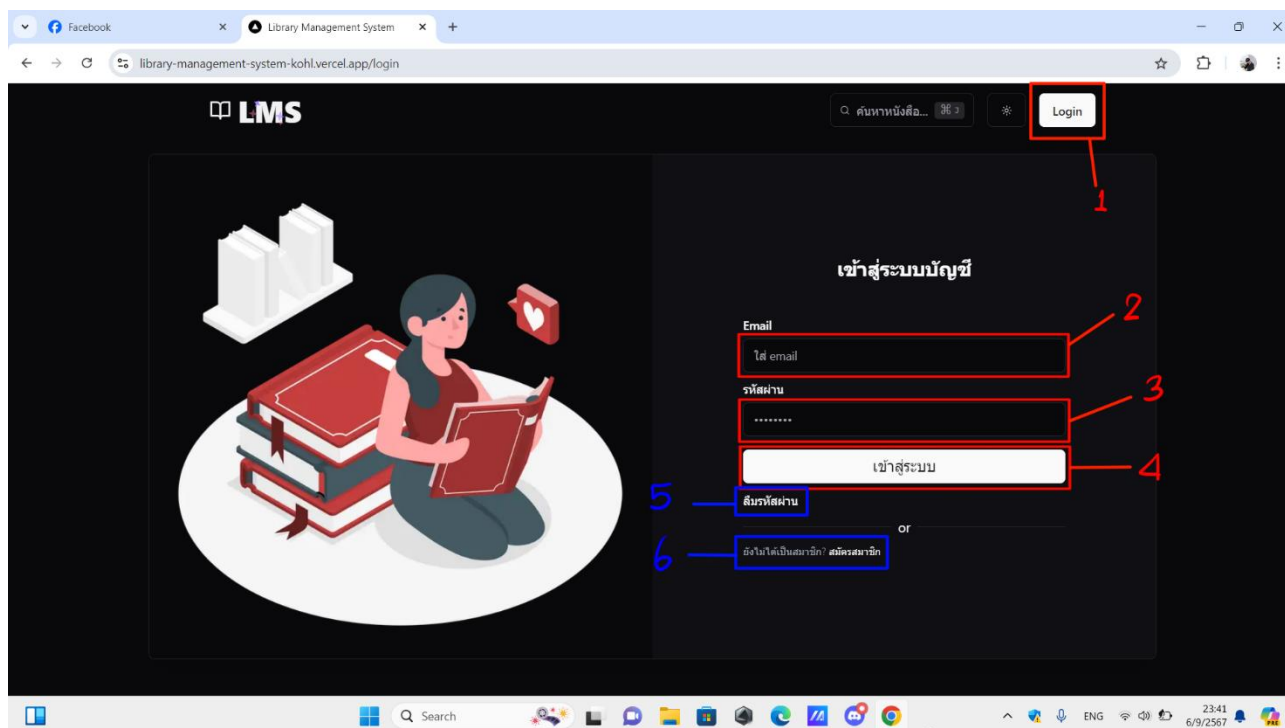 Facebook
Library Management System
library-management-system-kohl.vercel.app/login
LMS
ค้นหาหนังสือ... ⌘ J
Login
1
เข้าสู่ระบบบัญชี
2
Email
ใส่ email
รหัสผ่าน
3
••••••••
เข้าสู่ระบบ
4
5
ลืมรหัสผ่าน
or
6
ยังไม่ได้เป็นสมาชิก? สมัครสมาชิก
Search
ENG
23:41
6/9/2567